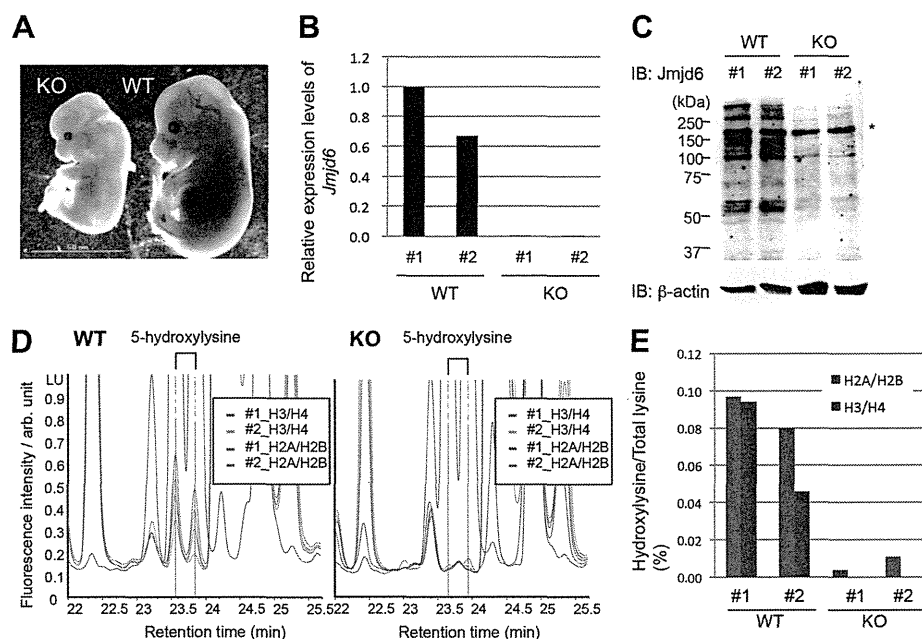 A
KO WT
B
Relative expression levels of
Jmjd6
1.2
1.0
0.8
0.6
0.4
0.2
0.0
#1 #2 #1 #2
WT KO
C
WT KO
IB: Jmjd6 #1 #2 #1 #2
(kDa)
250
150
100
75
50
37
*
IB: β-actin
D
WT 5-hydroxylysine
Fluorescence intensity / arb. unit
LU
0.9
0.8
0.7
0.6
0.5
0.4
0.3
0.2
0.1
0
#1_H3/H4
#2_H3/H4
#1_H2A/H2B
#2_H2A/H2B
22 22.5 23 23.5 24 24.5 25 25.5
Retention time (min)
KO 5-hydroxylysine
#1_H3/H4
#2_H3/H4
#1_H2A/H2B
#2_H2A/H2B
22 22.5 23 23.5 24 24.5 25 25.5
Retention time (min)
E
Hydroxylysine/Total lysine
(%)
0.12
0.10
0.08
0.06
0.04
0.02
0.00
H2A/H2B
H3/H4
#1 #2 #1 #2
WT KO